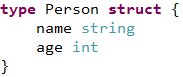 type Person struct {
    name string
    age int
}